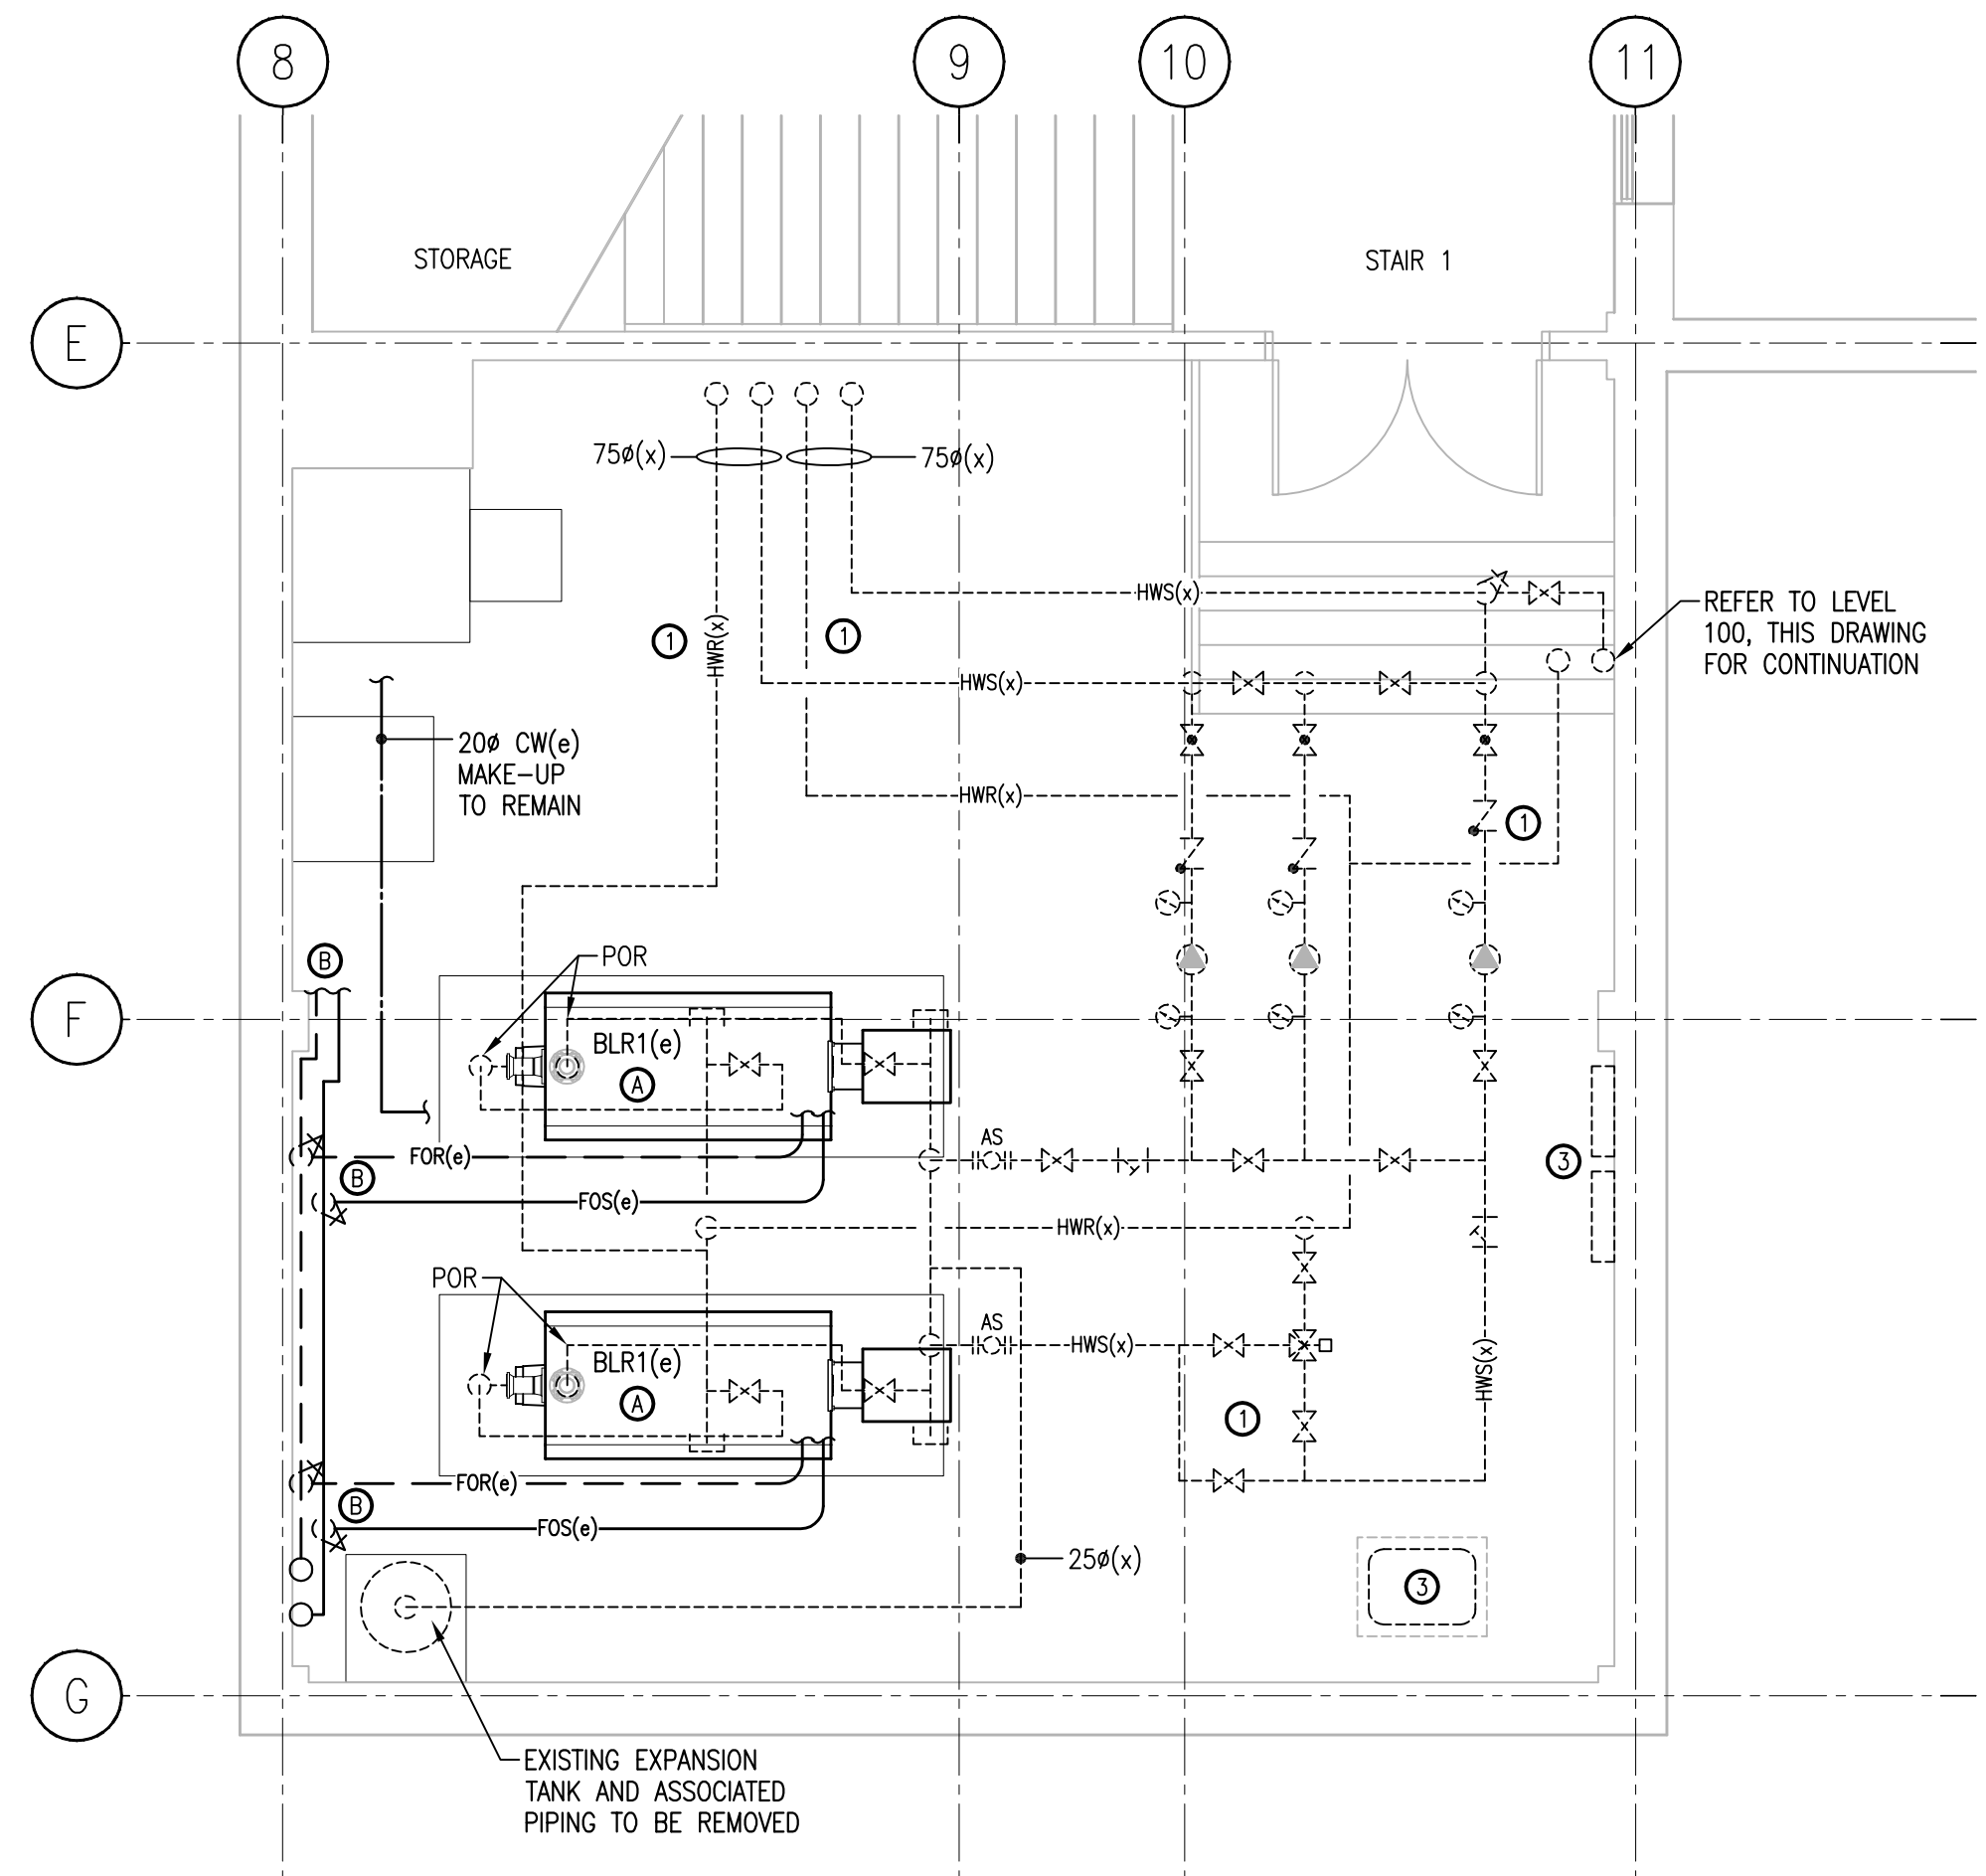 8
9
10
11
STORAGE
STAIR 1
E
75ø(x)
75ø(x)
HWS(x)
REFER TO LEVEL
100, THIS DRAWING
FOR CONTINUATION
1
HWR(x)
1
HWS(x)
20ø CW(e)
MAKE-UP
TO REMAIN
HWR(x)
1
B
POR
F
BLR1(e)
A
AS
FOR(e)
3
B
FOS(e)
HWR(x)
POR
AS
HWS(x)
BLR1(e)
A
HWS(x)
1
FOR(e)
B
FOS(e)
25ø(x)
3
G
EXISTING EXPANSION
TANK AND ASSOCIATED
PIPING TO BE REMOVED